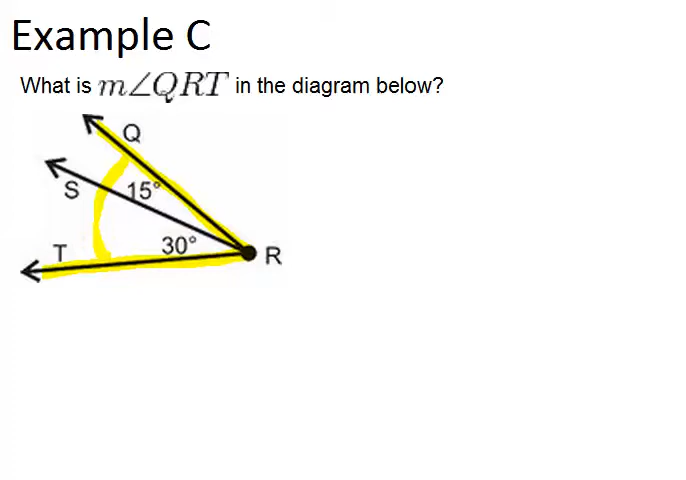 Example C
What is m∠QRT in the diagram below?
Q
S 15°
T 30° R